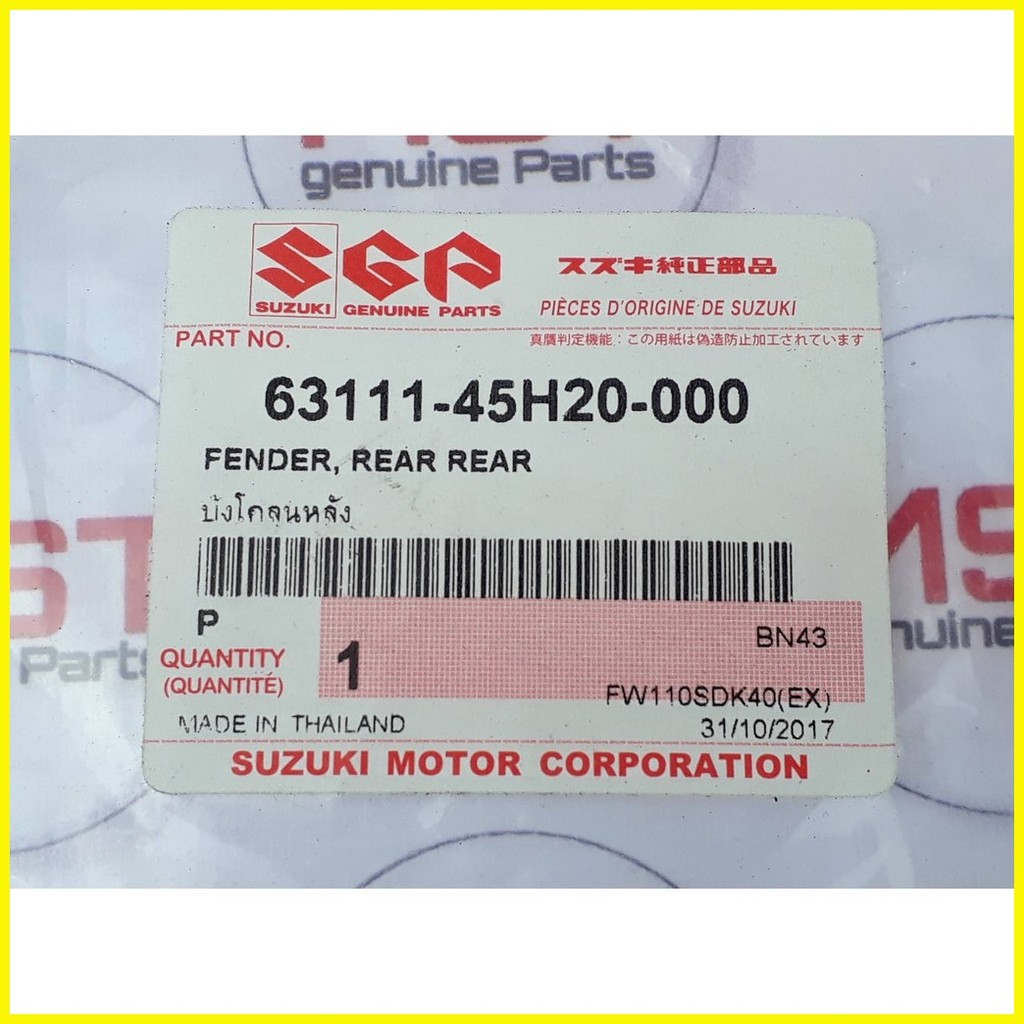 genuine Parts
SUZUKI
SGP
GENUINE PARTS
スズキ純正部品
PIÈCES D'ORIGINE DE SUZUKI
PART NO.
真贋判定機能：この用紙は偽造防止加工されています
63111-45H20-000
FENDER, REAR REAR
บังโคลนหลัง
P
QUANTITY
(QUANTITÉ)
1
BN43
FW110SDK40(EX)
MADE IN THAILAND
31/10/2017
SUZUKI MOTOR CORPORATION
Parts